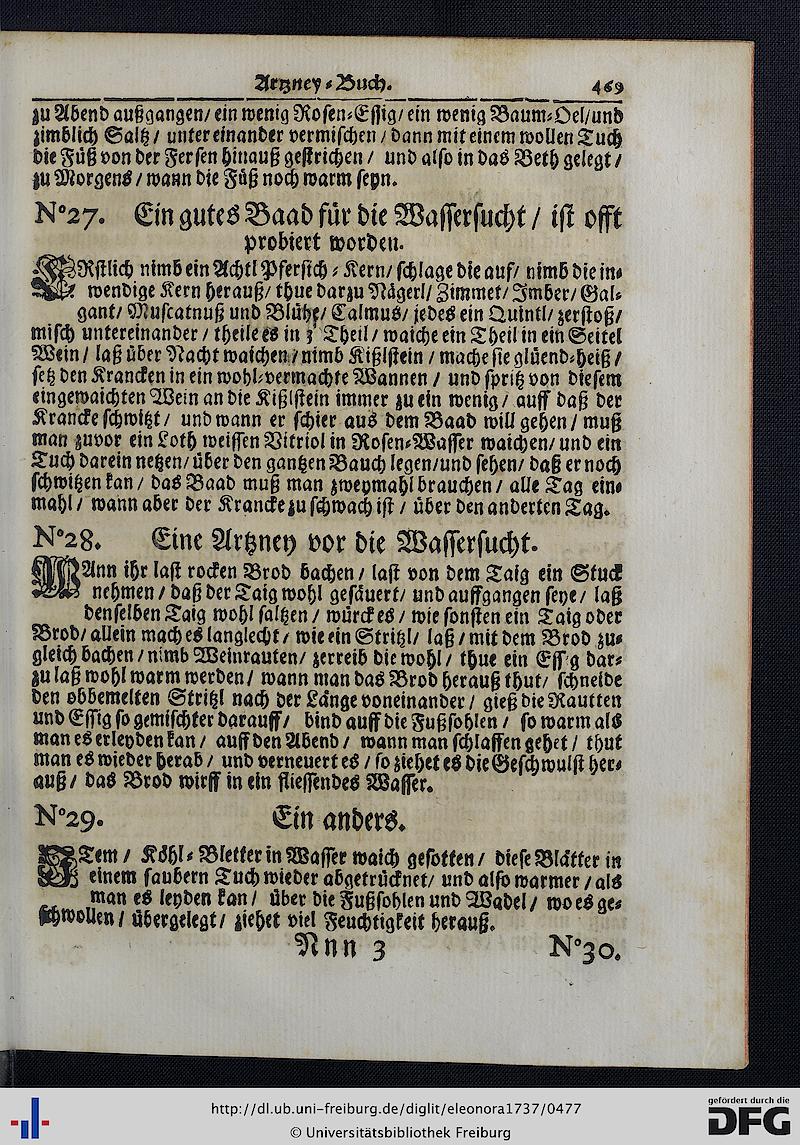 Artzney-Buch. 469
zu Abend außgangen/ ein wenig Rosen-Essig/ ein wenig Baum-Oel/und
zimblich Saltz / untereinander vermischen / dann mit einem wollen Tuch
die Füß von der Fersen hinauß gestrichen / und also in das Beth gelegt /
zu Morgens / wann die Füß noch warm seyn.
N°27. Ein gutes Baad für die Wassersucht / ist offt
probiert worden.
ERstlich nimb ein Achtl Pfersich-Kern/ schlage die auf/ nimb die in-
wendige Kern herauß/ thue darzu Nägerl/ Zimmet/ Imber/ Gal-
gant/ Muscatnuß und Blühe/ Calmus/ jedes ein Quintl/ zerstoß/
misch untereinander / theile es in 3 Theil / waiche ein Theil in ein Seitel
Wein / laß über Nacht waichen / nimb Kißlstein / mache sie glüend-heiß /
setz den Krancken in ein wohl-vermachte Wannen / und spritz von diesem
eingewaichten Wein an die Kißlstein immer zu ein wenig / auff daß der
Krancke schwitzt / und wann er schier aus dem Baad will gehen / muß
man zuvor ein Loth weissen Vitriol in Rosen-Wasser waichen/ und ein
Tuch darein netzen/ über den gantzen Bauch legen/und sehen/ daß er noch
schwitzen kan / das Baad muß man zweymahl brauchen / alle Tag ein-
mahl / wann aber der Krancke zu schwach ist / über den anderten Tag.
N°28. Eine Artzney vor die Wassersucht.
WAnn ihr last rocken Brod bachen / last von dem Taig ein Stuck
nehmen / daß der Taig wohl gesäuert/ und auffgangen seye / laß
denselben Taig wohl saltzen / würck es / wie sonsten ein Taig oder
Brod/ allein mach es langlecht / wie ein Stritzl/ laß / mit dem Brod zu-
gleich bachen / nimb Weinrauten/ zerreib die wohl / thue ein Essig dar-
zu laß wohl warm werden / wann man das Brod herauß thut/ schneide
den obbemelten Stritzl nach der Länge voneinander / gieß die Rautten
und Essig so gemischter darauff / bind auff die Fußsohlen / so warm als
man es erleyden kan / auff den Abend / wann man schlaffen gehet / thut
man es wieder herab / und verneuert es / so ziehet es die Geschwulst her-
auß / das Brod wirff in ein fliessendes Wasser.
N°29. Ein anders.
ITem / Köhl-Bletter in Wasser waich gesotten / diese Blätter in
einem saubern Tuch wieder abgetrücknet/ und also warmer / als
man es leyden kan / über die Fußsohlen und Wadel / wo es ge-
schwollen / übergelegt / ziehet viel Feuchtigkeit herauß.
Nnn 3 N°30.
http://dl.ub.uni-freiburg.de/diglit/eleonora1737/0477
© Universitätsbibliothek Freiburg
gefördert durch die
DFG